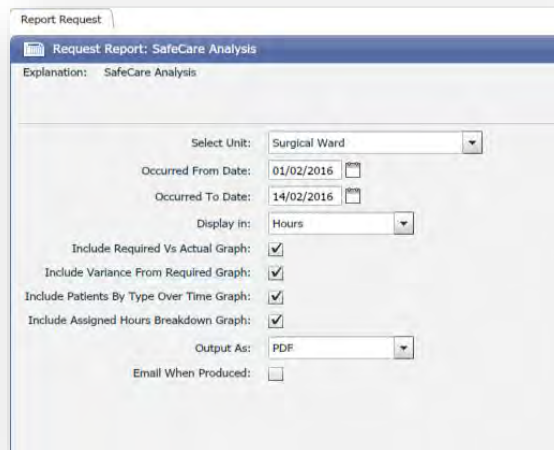 Report Request
Request Report: SafeCare Analysis
Explanation: SafeCare Analysis
Select Unit: Surgical Ward
Occurred From Date: 01/02/2016
Occurred To Date: 14/02/2016
Display in: Hours
Include Required Vs Actual Graph:
Include Variance From Required Graph:
Include Patients By Type Over Time Graph:
Include Assigned Hours Breakdown Graph:
Output As: PDF
Email When Produced: